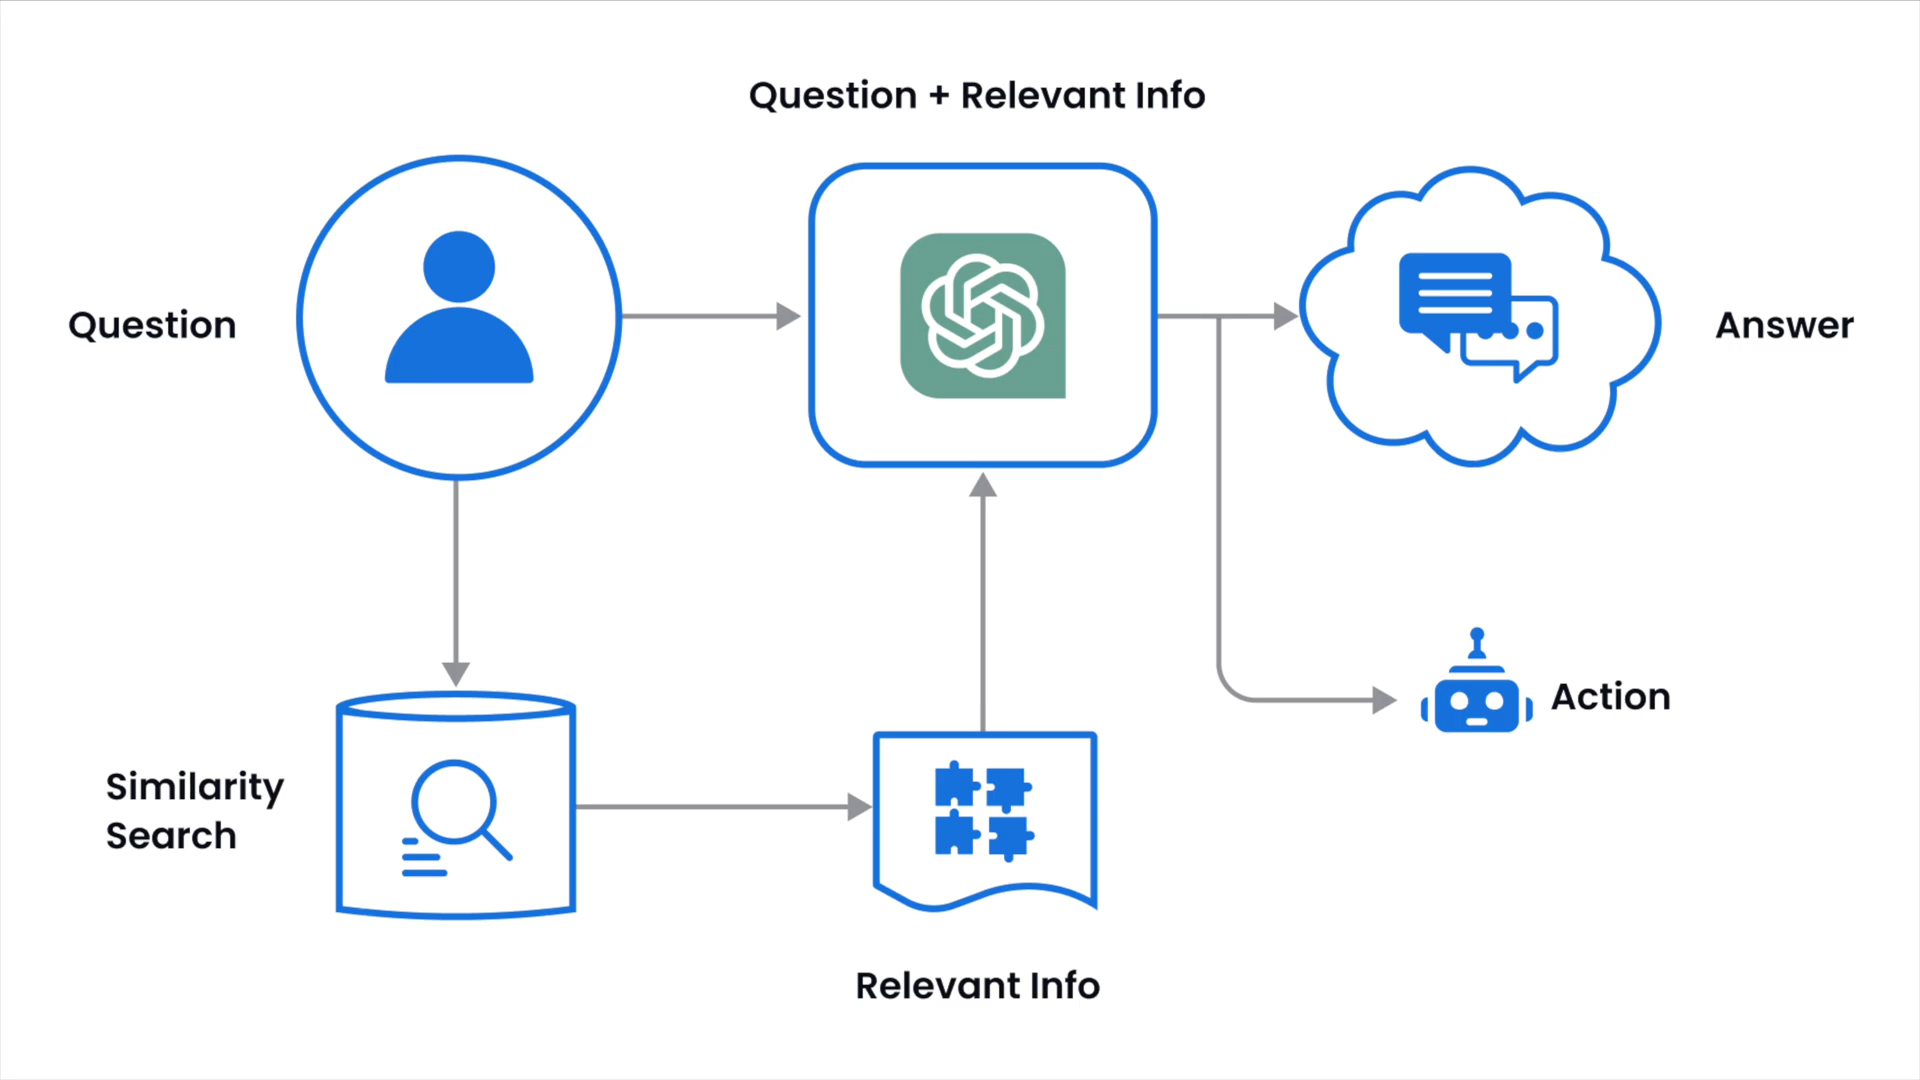 Question + Relevant Info
Question
Answer
Action
Similarity
Search
Relevant Info